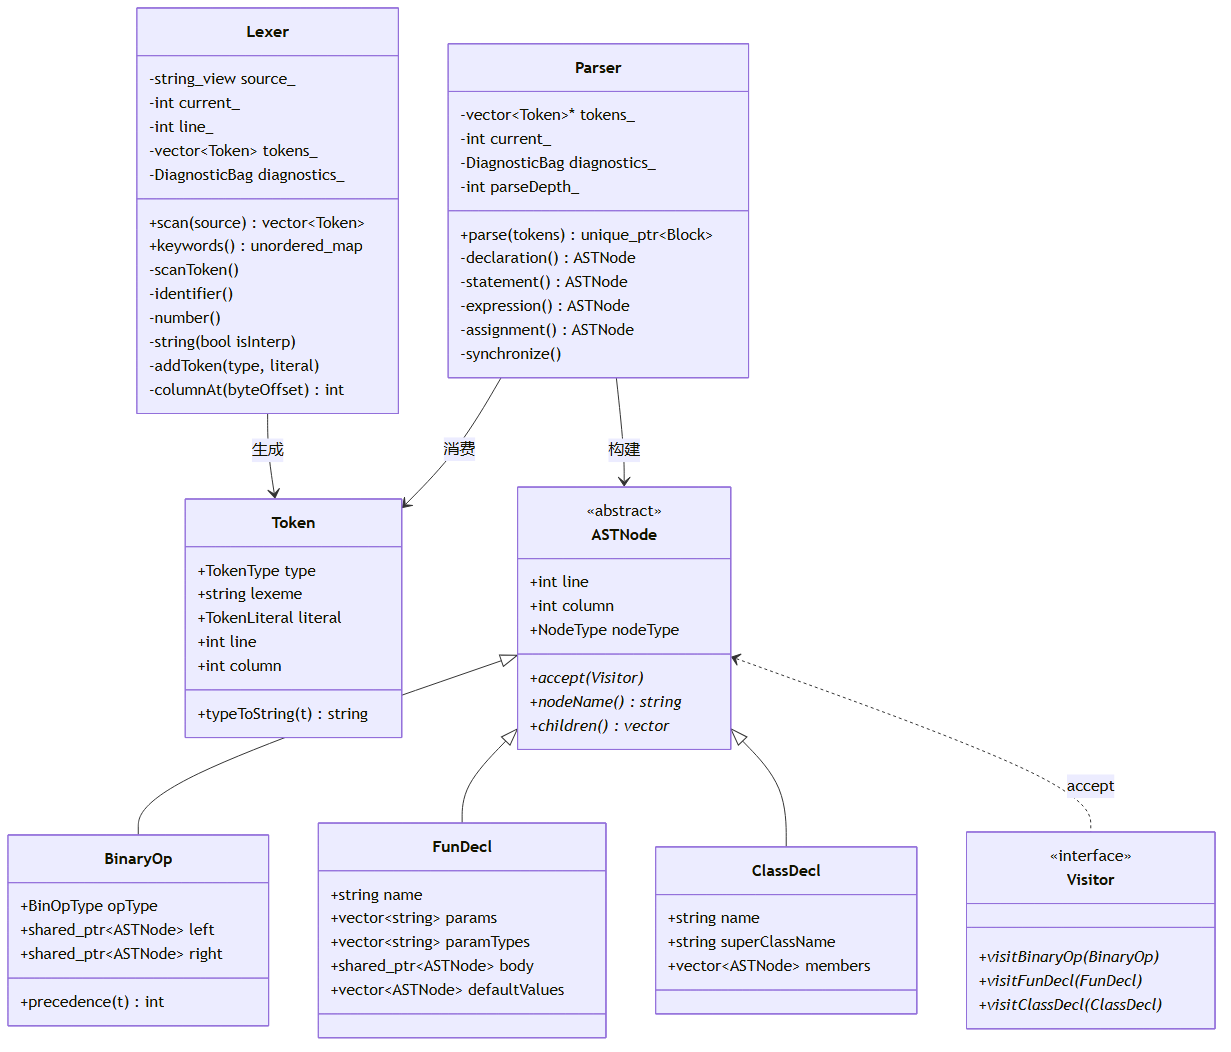 Lexer
-string_view source_
-int current_
-int line_
-vector<Token> tokens_
-DiagnosticBag diagnostics_
+scan(source) : vector<Token>
+keywords() : unordered_map
-scanToken()
-identifier()
-number()
-string(bool isInterp)
-addToken(type, literal)
-columnAt(byteOffset) : int
Parser
-vector<Token>* tokens_
-int current_
-DiagnosticBag diagnostics_
-int parseDepth_
+parse(tokens) : unique_ptr<Block>
-declaration() : ASTNode
-statement() : ASTNode
-expression() : ASTNode
-assignment() : ASTNode
-synchronize()
生成
消费
构建
Token
+TokenType type
+string lexeme
+TokenLiteral literal
+int line
+int column
+typeToString(t) : string
«abstract»
ASTNode
+int line
+int column
+NodeType nodeType
+accept(Visitor)
+nodeName() : string
+children() : vector
accept
BinaryOp
+BinOpType opType
+shared_ptr<ASTNode> left
+shared_ptr<ASTNode> right
+precedence(t) : int
FunDecl
+string name
+vector<string> params
+vector<string> paramTypes
+shared_ptr<ASTNode> body
+vector<ASTNode> defaultValues
ClassDecl
+string name
+string superClassName
+vector<ASTNode> members
«interface»
Visitor
+visitBinaryOp(BinaryOp)
+visitFunDecl(FunDecl)
+visitClassDecl(ClassDecl)